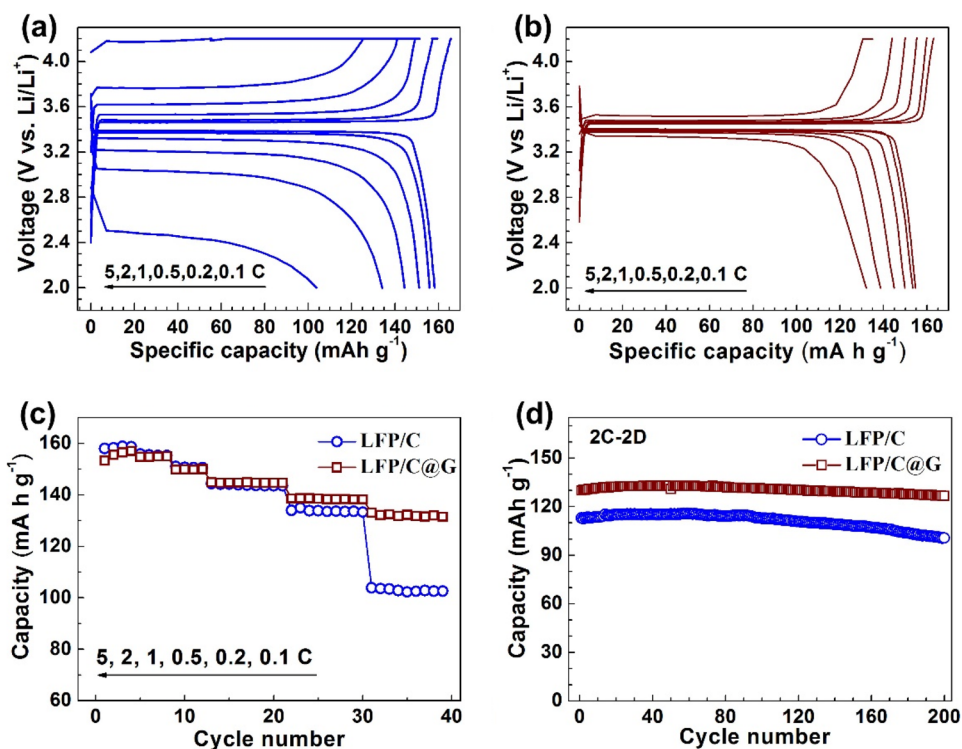 (a)
Voltage (V vs. Li/Li⁺)
4.0
3.6
3.2
2.8
2.4
2.0
5,2,1,0.5,0.2,0.1 C
0 20 40 60 80 100 120 140 160
Specific capacity (mAh g⁻¹)
(b)
Voltage (V vs Li/Li⁺)
4.0
3.6
3.2
2.8
2.4
2.0
5,2,1,0.5,0.2,0.1 C
0 20 40 60 80 100 120 140 160
Specific capacity (mA h g⁻¹)
(c)
Capacity (mA h g⁻¹)
160
140
120
100
80
60
LFP/C
LFP/C@G
5, 2, 1, 0.5, 0.2, 0.1 C
0 10 20 30 40
Cycle number
(d)
Capacity (mAh g⁻¹)
150
120
90
60
30
0
2C-2D
LFP/C
LFP/C@G
0 40 80 120 160 200
Cycle number